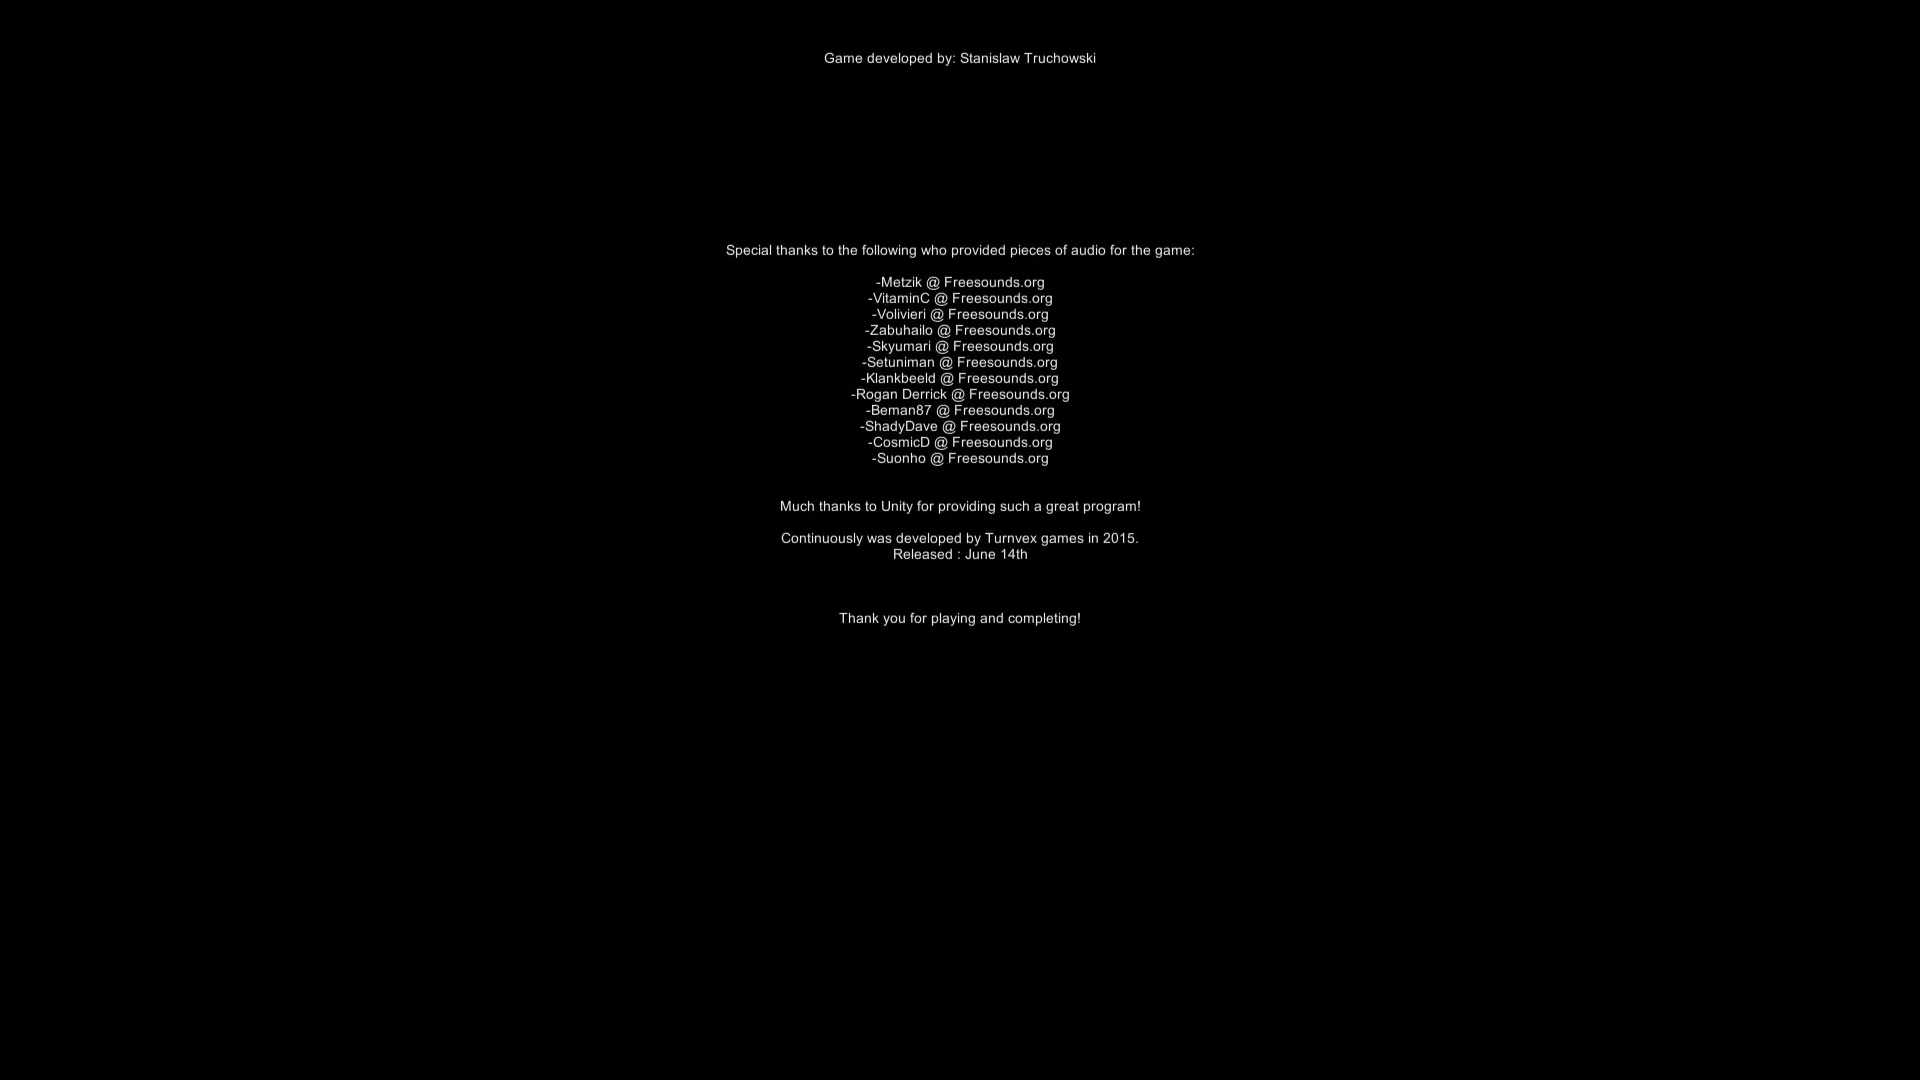 Game developed by: Stanislaw Truchowski
Special thanks to the following who provided pieces of audio for the game:
-Metzik @ Freesounds.org
-VitaminC @ Freesounds.org
-Volivieri @ Freesounds.org
-Zabuhailo @ Freesounds.org
-Skyumari @ Freesounds.org
-Setuniman @ Freesounds.org
-Klankbeeld @ Freesounds.org
-Rogan Derrick @ Freesounds.org
-Beman87 @ Freesounds.org
-ShadyDave @ Freesounds.org
-CosmicD @ Freesounds.org
-Suonho @ Freesounds.org
Much thanks to Unity for providing such a great program!
Continuously was developed by Turnvex games in 2015.
Released : June 14th
Thank you for playing and completing!